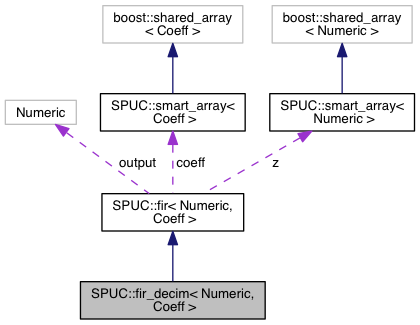 boost::shared_array
< Coeff >
boost::shared_array
< Numeric >
Numeric
SPUC::smart_array<
Coeff >
SPUC::smart_array<
Numeric >
output
coeff
z
SPUC::fir< Numeric,
Coeff >
SPUC::fir_decim< Numeric,
Coeff >